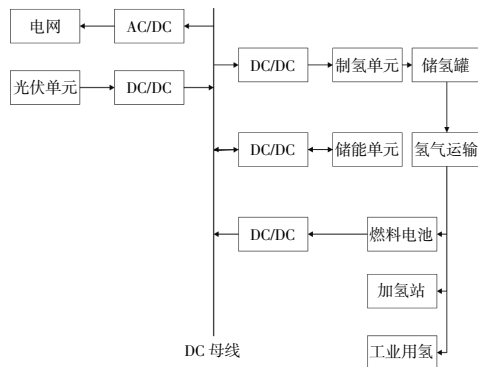 电网
AC/DC
光伏单元
DC/DC
DC/DC
制氢单元
储氢罐
DC/DC
储能单元
氢气运输
DC/DC
燃料电池
加氢站
工业用氢
DC 母线